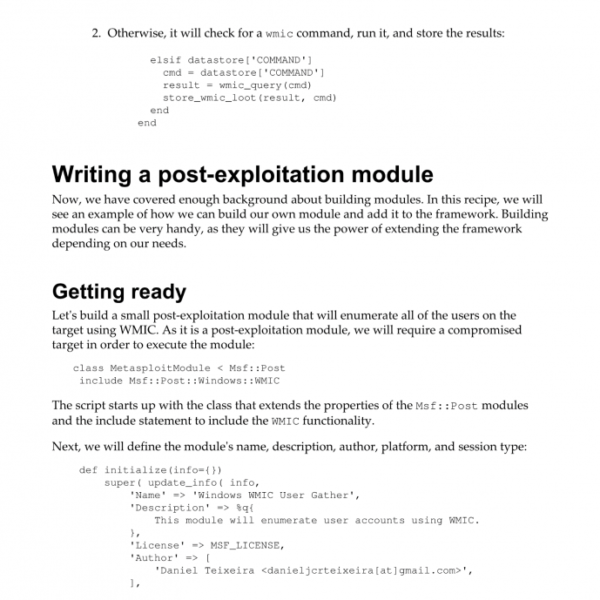 2. Otherwise, it will check for a wmic command, run it, and store the results:
elsif datastore['COMMAND']
cmd = datastore['COMMAND']
result = wmic_query(cmd)
store_wmic_loot(result, cmd)
end
end
Writing a post-exploitation module
Now, we have covered enough background about building modules. In this recipe, we will
see an example of how we can build our own module and add it to the framework. Building
modules can be very handy, as they will give us the power of extending the framework
depending on our needs.
Getting ready
Let's build a small post-exploitation module that will enumerate all of the users on the
target using WMIC. As it is a post-exploitation module, we will require a compromised
target in order to execute the module:
class MetasploitModule < Msf::Post
include Msf::Post::Windows::WMIC
The script starts up with the class that extends the properties of the Msf::Post modules
and the include statement to include the WMIC functionality.
Next, we will define the module's name, description, author, platform, and session type:
def initialize(info={})
super( update_info( info,
'Name' => 'Windows WMIC User Gather',
'Description' => %q{
This module will enumerate user accounts using WMIC.
},
'License' => MSF_LICENSE,
'Author' => [
'Daniel Teixeira <danieljcrteixeira[at]gmail.com>',
],